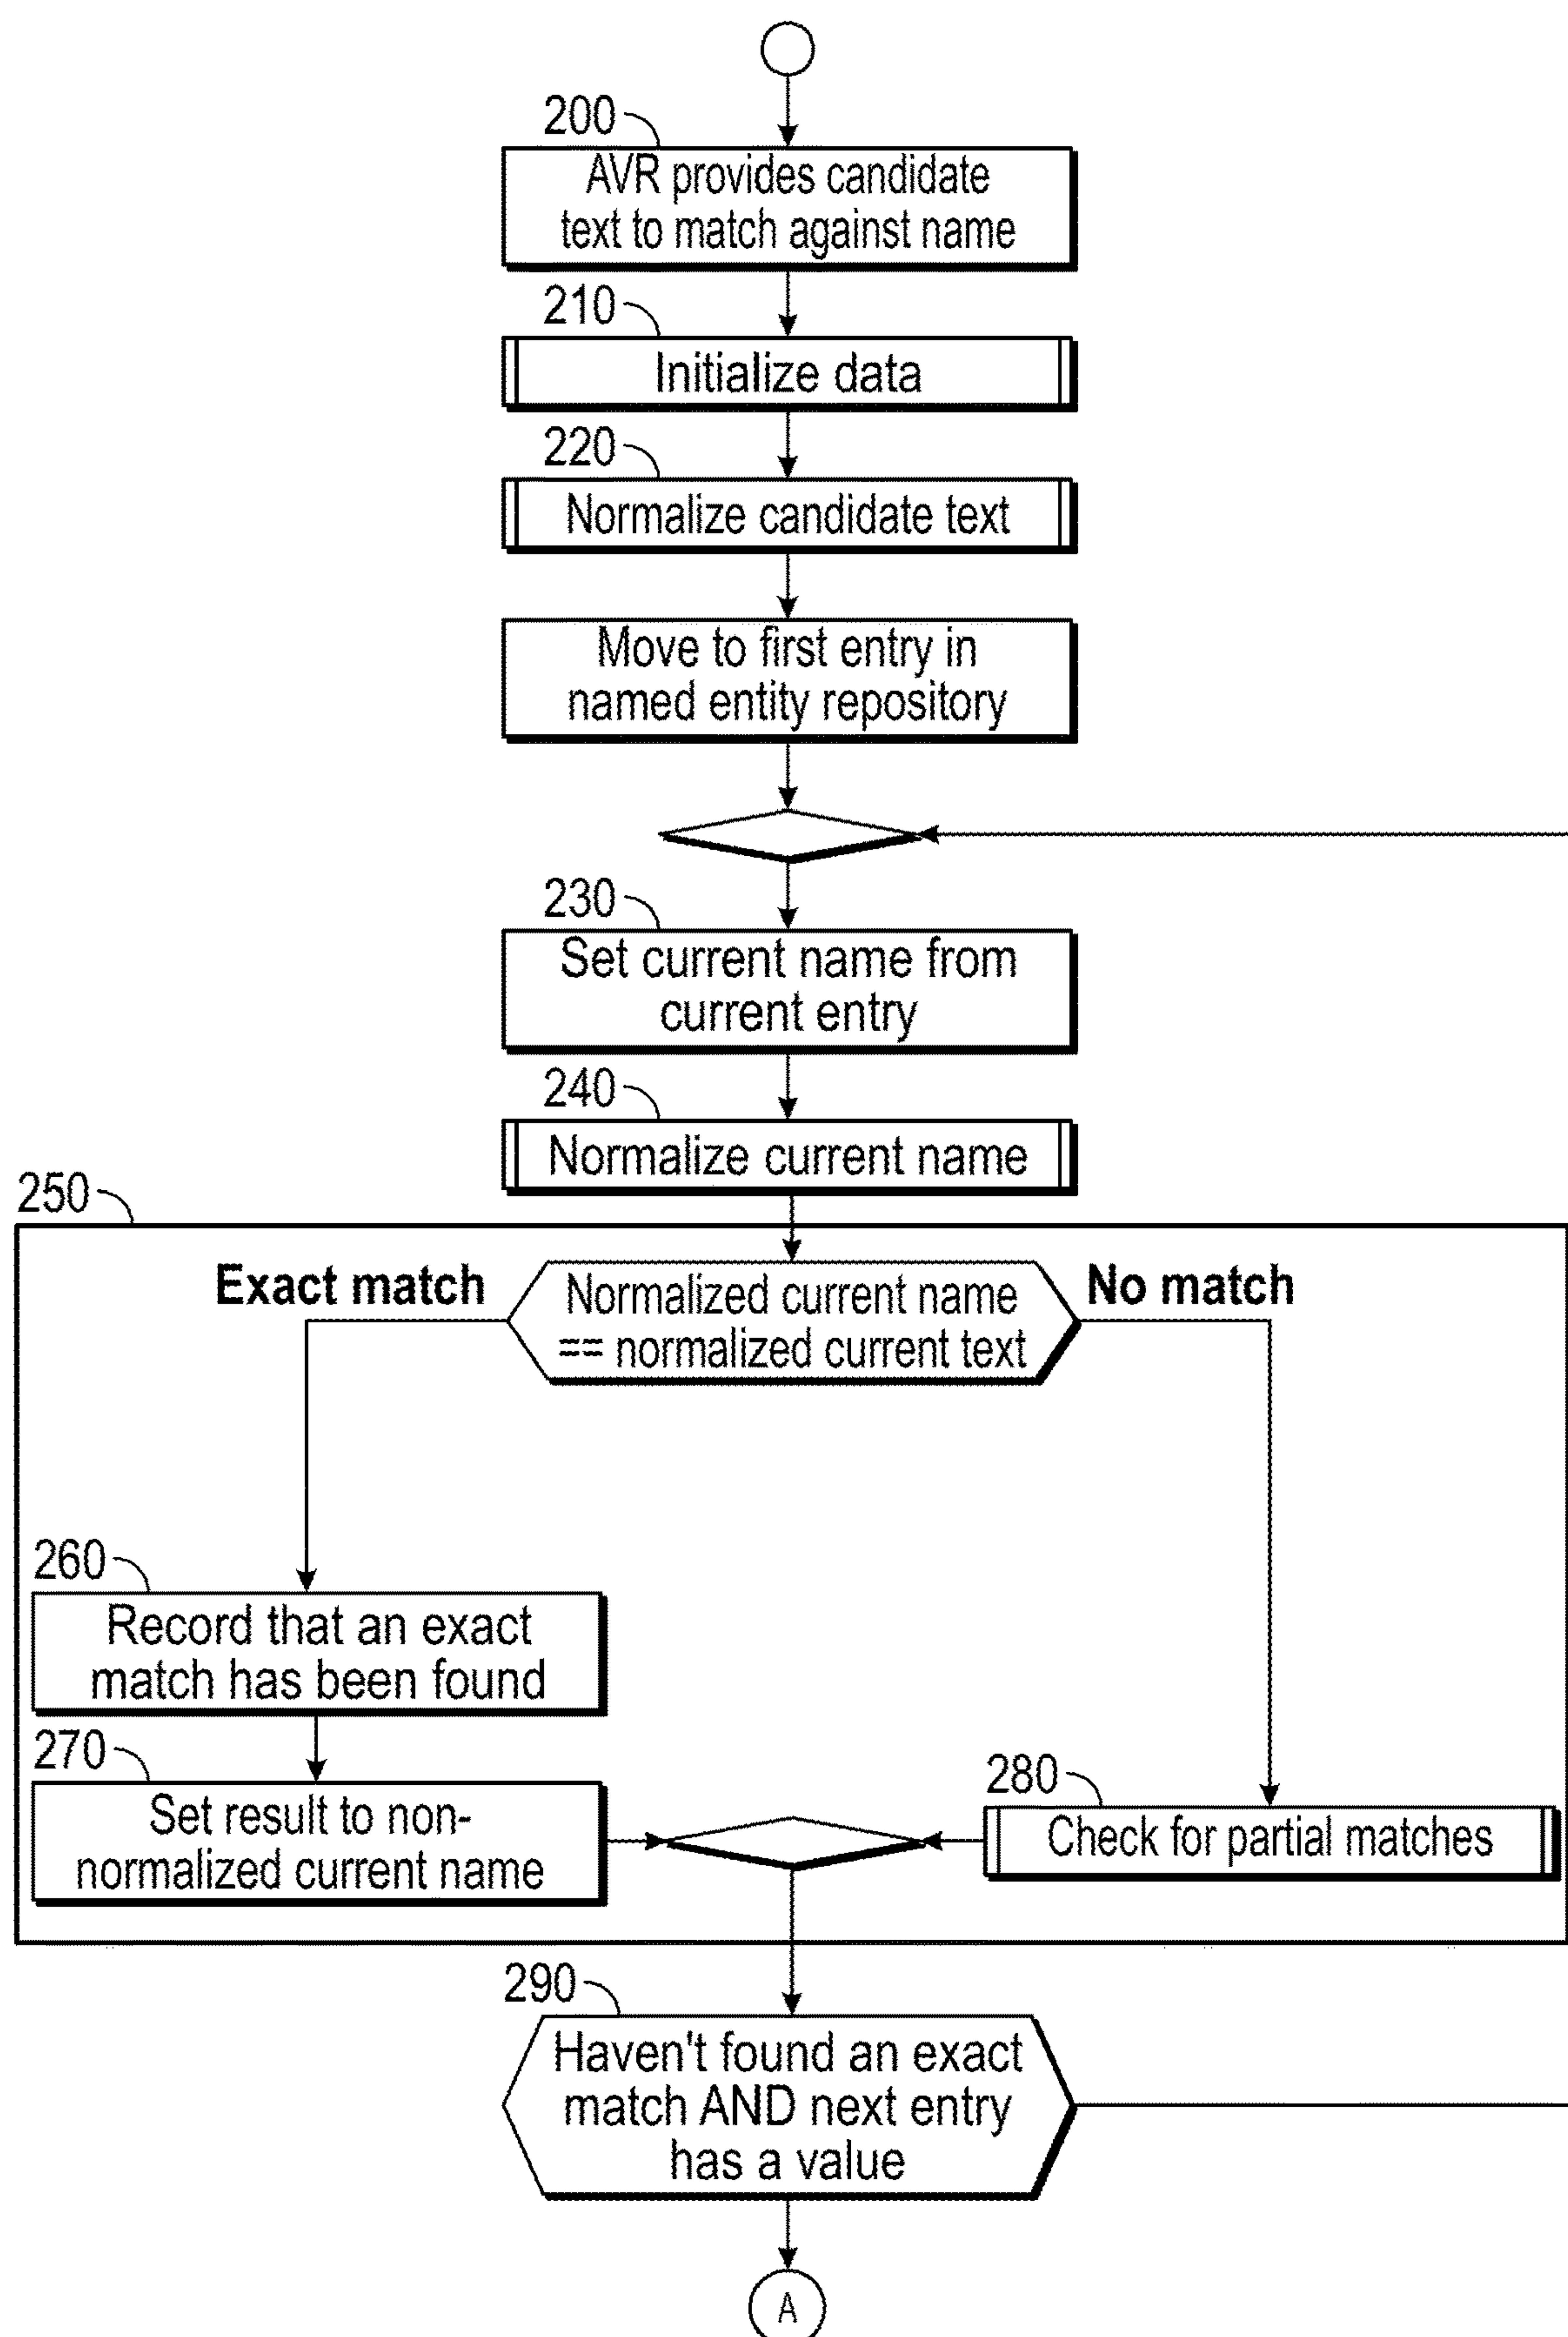 200
AVR provides candidate
text to match against name
210
Initialize data
220
Normalize candidate text
Move to first entry in
named entity repository
230
Set current name from
current entry
240
Normalize current name
250
Exact match
Normalized current name
== normalized current text
No match
260
Record that an exact
match has been found
270
Set result to non-
normalized current name
280
Check for partial matches
290
Haven't found an exact
match AND next entry
has a value
A